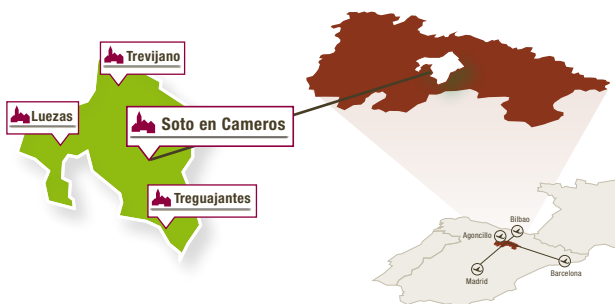 Trevijano
Luezas
Soto en Cameros
Treguajantes
Bilbao
Agoncillo
Madrid
Barcelona